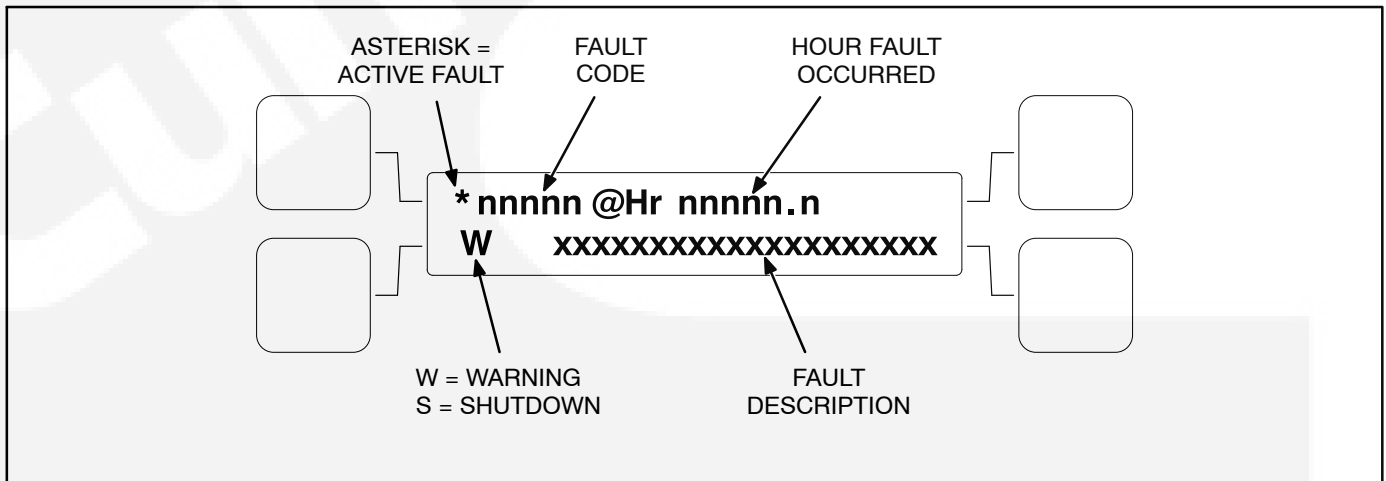 ASTERISK =
ACTIVE FAULT
FAULT
CODE
HOUR FAULT
OCCURRED
* nnnnn @Hr nnnnn.n
W xxxxxxxxxxxxxxxxxxxx
W = WARNING
S = SHUTDOWN
FAULT
DESCRIPTION